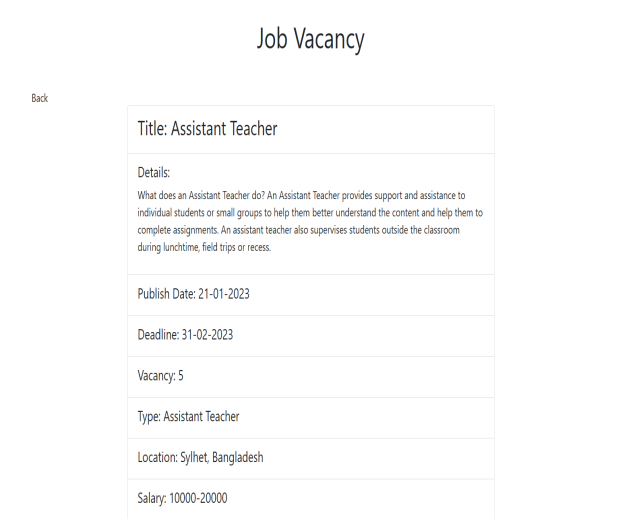 Job Vacancy
Back
Title: Assistant Teacher
Details:
What does an Assistant Teacher do? An Assistant Teacher provides support and assistance to
individual students or small groups to help them better understand the content and help them to
complete assignments. An assistant teacher also supervises students outside the classroom
during lunchtime, field trips or recess.
Publish Date: 21-01-2023
Deadline: 31-02-2023
Vacancy: 5
Type: Assistant Teacher
Location: Sylhet, Bangladesh
Salary: 10000-20000